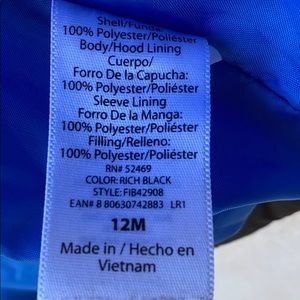 Shell/Funda:
100% Polyester/Poliéster
Body/Hood Lining
Cuerpo/
Forro De la Capucha:
100% Polyester/Poliéster
Sleeve Lining
Forro De la Manga:
100% Polyester/Poliéster
Filling/Relleno:
100% Polyester/Poliéster
RN# 52469
COLOR: RICH BLACK
STYLE: FIB42908
EAN# 8 80630742883 LR1
12M
Made in / Hecho en
Vietnam